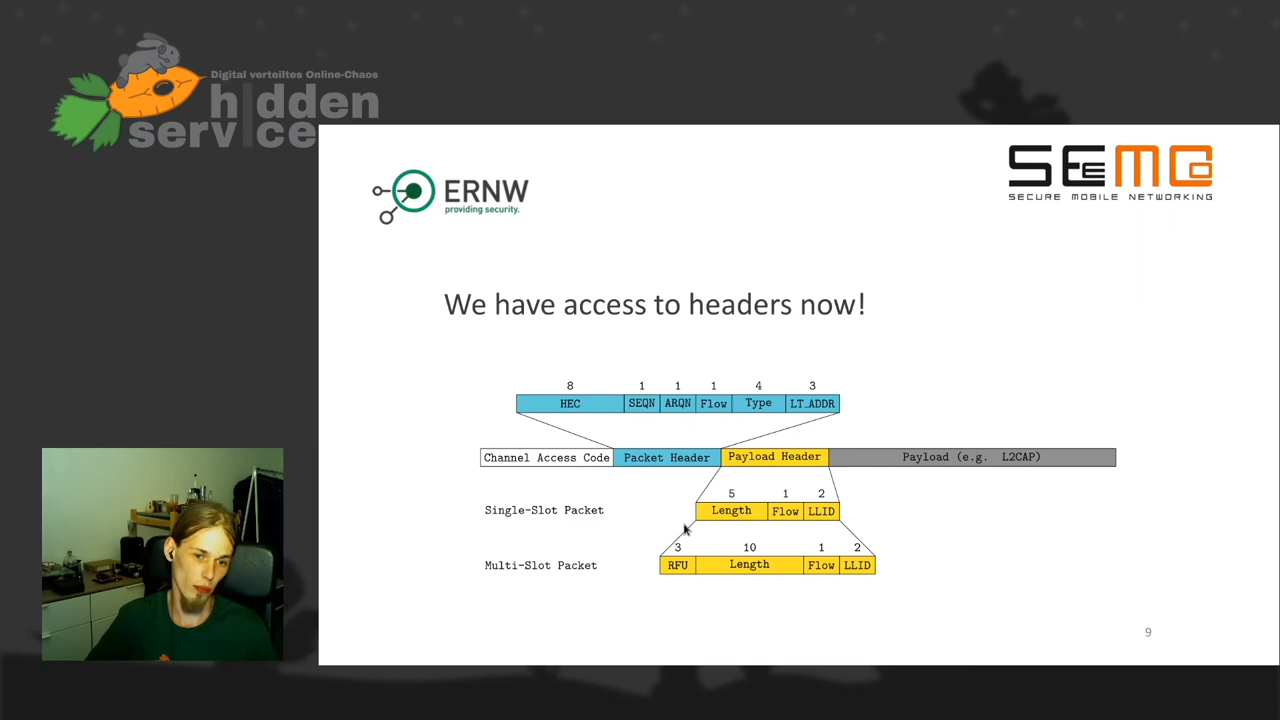 Digital verteiltes Online-Chaos
h|dden
serv|ce
ERNW
providing security.
SEEMOO
SECURE MOBILE NETWORKING
We have access to headers now!
8 1 1 1 4 3
HEC SEQN ARQN Flow Type LT_ADDR
Channel Access Code Packet Header Payload Header Payload (e.g. L2CAP)
5 1 2
Single-Slot Packet Length Flow LLID
3 10 1 2
Multi-Slot Packet RFU Length Flow LLID
9